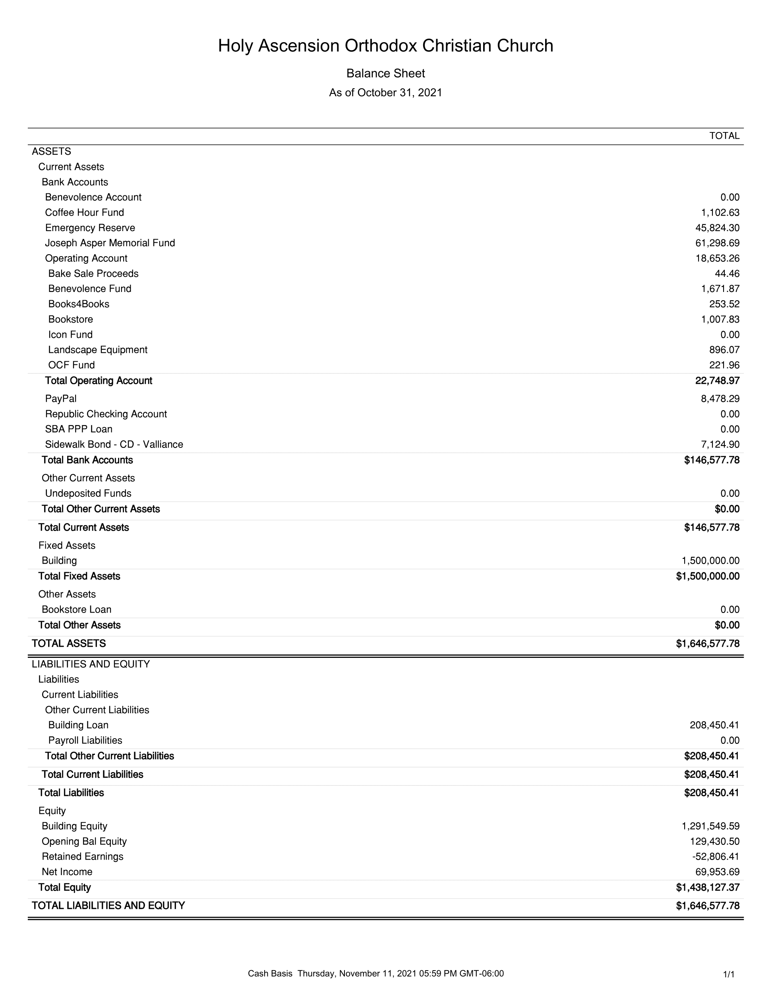 Holy Ascension Orthodox Christian Church
Balance Sheet
As of October 31, 2021
TOTAL
ASSETS
Current Assets
Bank Accounts
Benevolence Account 0.00
Coffee Hour Fund 1,102.63
Emergency Reserve 45,824.30
Joseph Asper Memorial Fund 61,298.69
Operating Account 18,653.26
Bake Sale Proceeds 44.46
Benevolence Fund 1,671.87
Books4Books 253.52
Bookstore 1,007.83
Icon Fund 0.00
Landscape Equipment 896.07
OCF Fund 221.96
Total Operating Account 22,748.97
PayPal 8,478.29
Republic Checking Account 0.00
SBA PPP Loan 0.00
Sidewalk Bond - CD - Valliance 7,124.90
Total Bank Accounts $146,577.78
Other Current Assets
Undeposited Funds 0.00
Total Other Current Assets $0.00
Total Current Assets $146,577.78
Fixed Assets
Building 1,500,000.00
Total Fixed Assets $1,500,000.00
Other Assets
Bookstore Loan 0.00
Total Other Assets $0.00
TOTAL ASSETS $1,646,577.78
LIABILITIES AND EQUITY
Liabilities
Current Liabilities
Other Current Liabilities
Building Loan 208,450.41
Payroll Liabilities 0.00
Total Other Current Liabilities $208,450.41
Total Current Liabilities $208,450.41
Total Liabilities $208,450.41
Equity
Building Equity 1,291,549.59
Opening Bal Equity 129,430.50
Retained Earnings -52,806.41
Net Income 69,953.69
Total Equity $1,438,127.37
TOTAL LIABILITIES AND EQUITY $1,646,577.78
Cash Basis Thursday, November 11, 2021 05:59 PM GMT-06:00 1/1